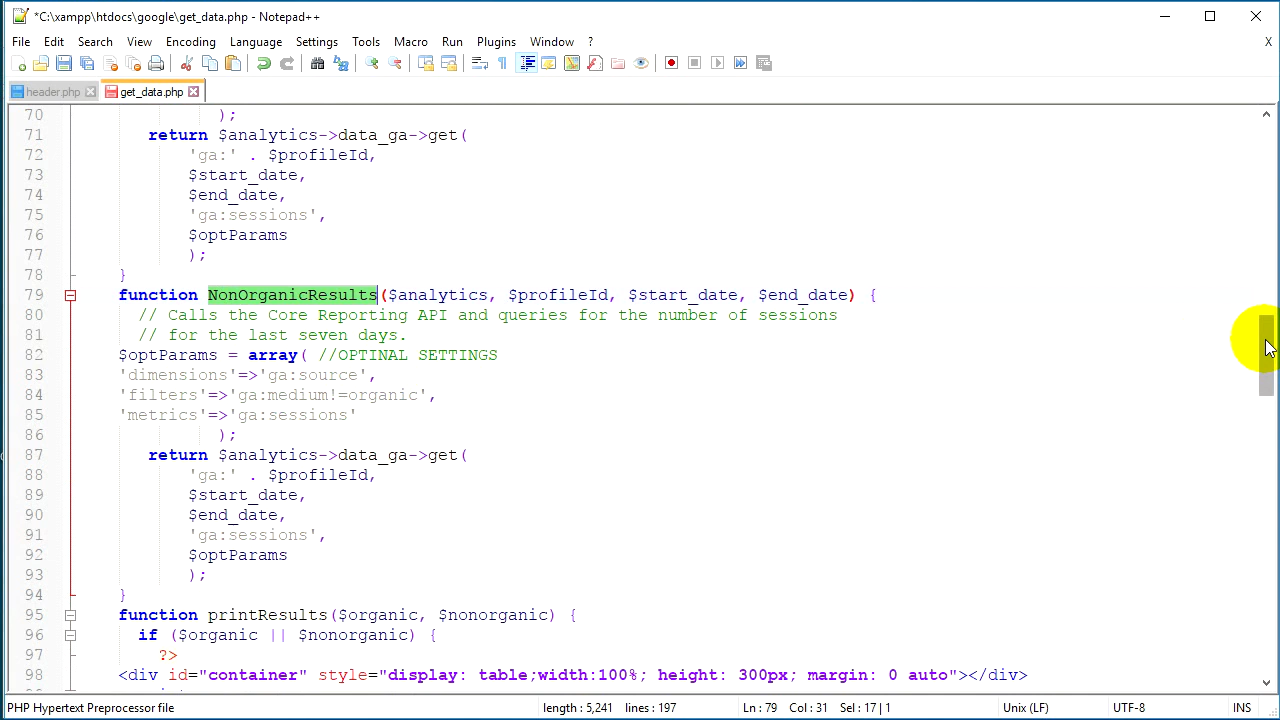 *C:\xampp\htdocs\google\get_data.php - Notepad++
File Edit Search View Encoding Language Settings Tools Macro Run Plugins Window ? X
header.php get_data.php
70 );
71 return $analytics->data_ga->get(
72 'ga:' . $profileId,
73 $start_date,
74 $end_date,
75 'ga:sessions',
76 $optParams
77 );
78 }
79 function NonOrganicResults($analytics, $profileId, $start_date, $end_date) {
80 // Calls the Core Reporting API and queries for the number of sessions
81 // for the last seven days.
82 $optParams = array( //OPTINAL SETTINGS
83 'dimensions'=>'ga:source',
84 'filters'=>'ga:medium!=organic',
85 'metrics'=>'ga:sessions'
86 );
87 return $analytics->data_ga->get(
88 'ga:' . $profileId,
89 $start_date,
90 $end_date,
91 'ga:sessions',
92 $optParams
93 );
94 }
95 function printResults($organic, $nonorganic) {
96 if ($organic || $nonorganic) {
97 ?>
98 <div id="container" style="display: table;width:100%; height: 300px; margin: 0 auto"></div>
PHP Hypertext Preprocessor file length : 5,241 lines : 197 Ln : 79 Col : 31 Sel : 17 | 1 Unix (LF) UTF-8 INS